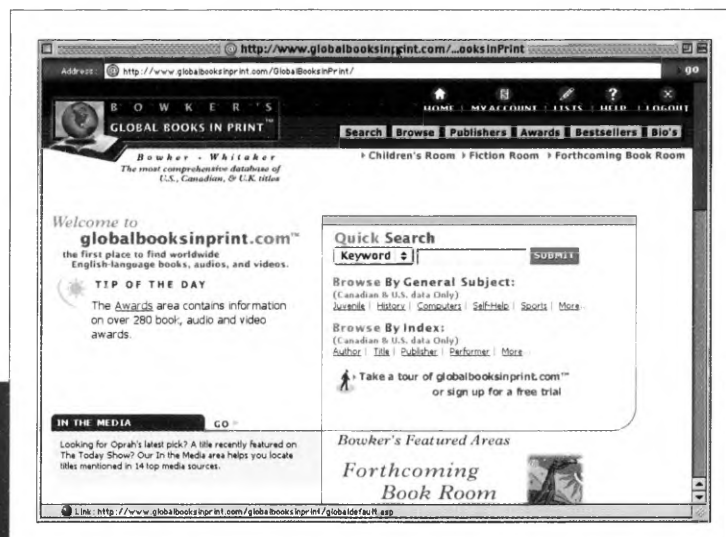 http://www.globalbooksinprint.com/...ooksinPrint
Address: http://www.globalbooksinprint.com/GlobalBooksinPrint/ go
HOME | MY ACCOUNT | LISTS | HELP | LOGOUT
BOWKER'S
GLOBAL BOOKS IN PRINT™
Search Browse Publishers Awards Bestsellers Bio's
Bowker - Whitaker
The most comprehensive database of
U.S., Canadian, & U.K. titles
Children's Room Fiction Room Forthcoming Book Room
Welcome to
globalbooksinprint.com™
the first place to find worldwide
English-language books, audios, and videos.
TIP OF THE DAY
The Awards area contains information
on over 280 book, audio and video
awards.
Quick Search
Keyword SUBMIT
Browse By General Subject:
(Canadian & U.S. data Only)
Juvenile | History | Computers | Self-Help | Sports | More...
Browse By Index:
(Canadian & U.S. data Only)
Author | Title | Publisher | Performer | More...
Take a tour of globalbooksinprint.com™
or sign up for a free trial
IN THE MEDIA GO
Looking for Oprah's latest pick? A title recently featured on
The Today Show? Our In the Media area helps you locate
titles mentioned in 14 top media sources.
Bowker's Featured Areas
Forthcoming
Book Room
Link: http://www.globalbooksinprint.com/globalbooksinprint/globaldefault.asp